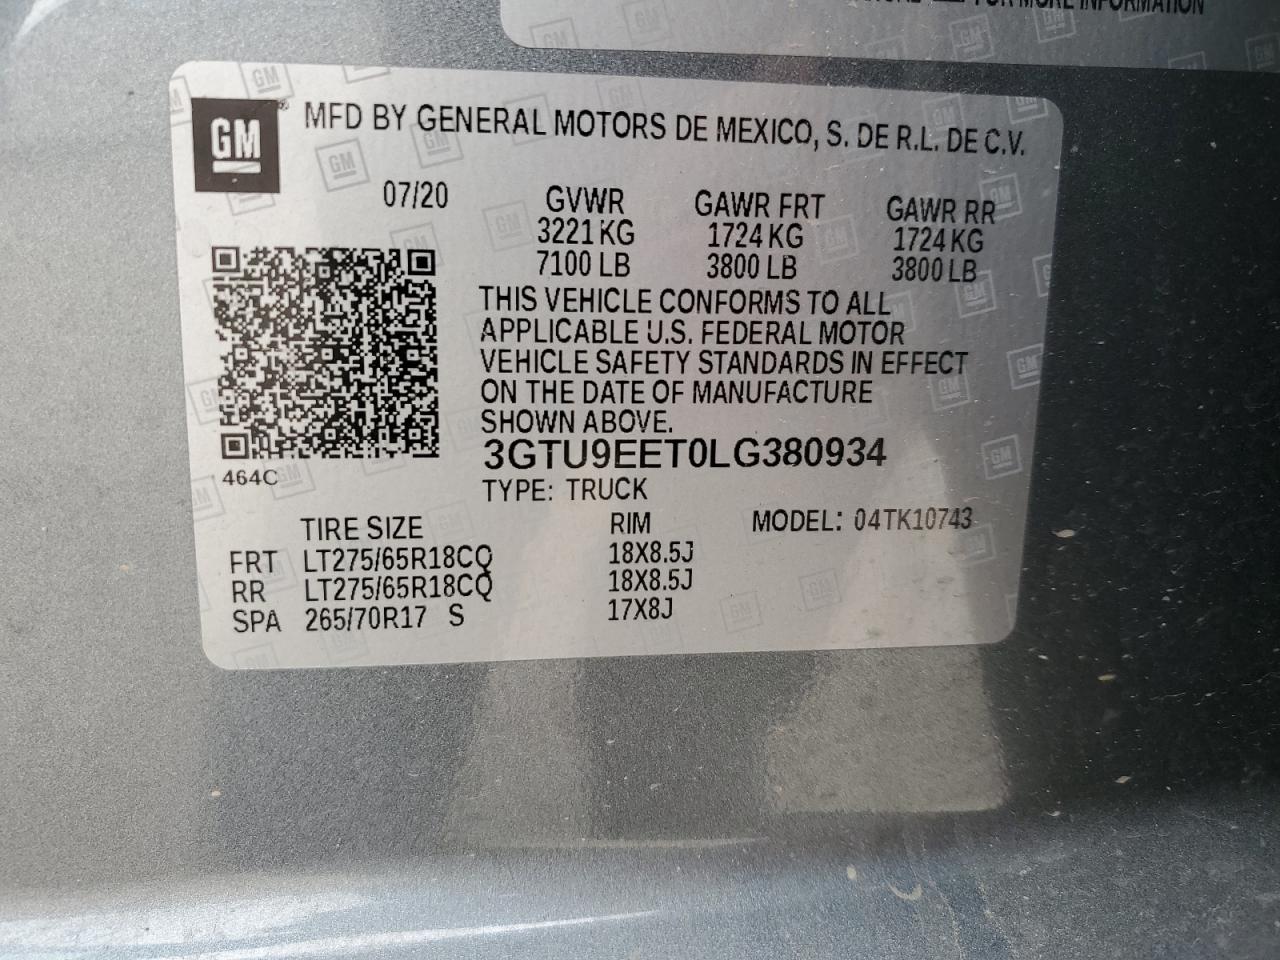 FOR MORE INFORMATION
GM
MFD BY GENERAL MOTORS DE MEXICO, S. DE R.L. DE C.V.
07/20
GVWR GAWR FRT GAWR RR
3221 KG 1724 KG 1724 KG
7100 LB 3800 LB 3800 LB
THIS VEHICLE CONFORMS TO ALL
APPLICABLE U.S. FEDERAL MOTOR
VEHICLE SAFETY STANDARDS IN EFFECT
ON THE DATE OF MANUFACTURE
SHOWN ABOVE.
3GTU9EET0LG380934
464C
TYPE: TRUCK
TIRE SIZE RIM MODEL: 04TK10743
FRT LT275/65R18CQ 18X8.5J
RR LT275/65R18CQ 18X8.5J
SPA 265/70R17 S 17X8J